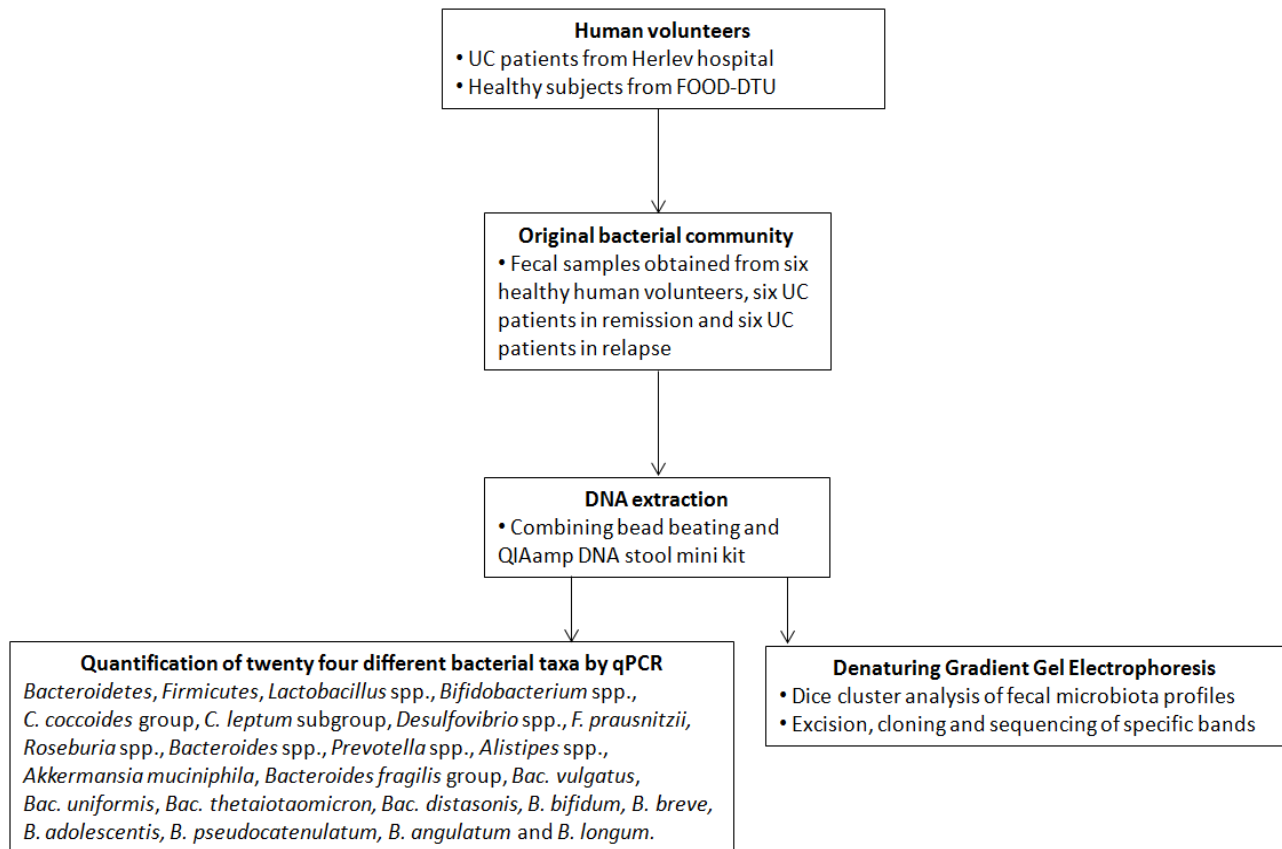 Human volunteers
• UC patients from Herlev hospital
• Healthy subjects from FOOD-DTU
Original bacterial community
• Fecal samples obtained from six
healthy human volunteers, six UC
patients in remission and six UC
patients in relapse
DNA extraction
• Combining bead beating and
QIAamp DNA stool mini kit
Quantification of twenty four different bacterial taxa by qPCR
Bacteroidetes, Firmicutes, Lactobacillus spp., Bifidobacterium spp.,
C. coccoides group, C. leptum subgroup, Desulfovibrio spp., F. prausnitzii,
Roseburia spp., Bacteroides spp., Prevotella spp., Alistipes spp.,
Akkermansia muciniphila, Bacteroides fragilis group, Bac. vulgatus,
Bac. uniformis, Bac. thetaiotaomicron, Bac. distasonis, B. bifidum, B. breve,
B. adolescentis, B. pseudocatenulatum, B. angulatum and B. longum.
Denaturing Gradient Gel Electrophoresis
• Dice cluster analysis of fecal microbiota profiles
• Excision, cloning and sequencing of specific bands